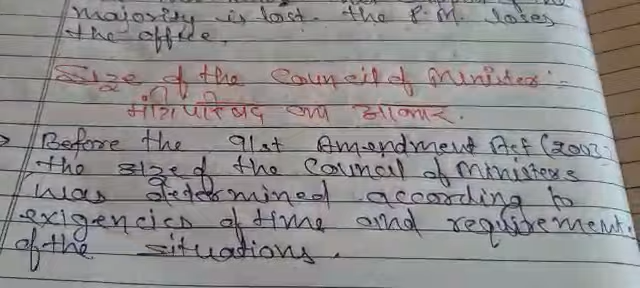 majority is lost. the P.M. loses
the office.
Size of the Council of Minister:-
मंत्रिपरिषद का आकार.
Before the 91st Amendment Act (2003
the size of the Council of Ministers
was determined according to
exigencies of time and requirement.
of the situations.